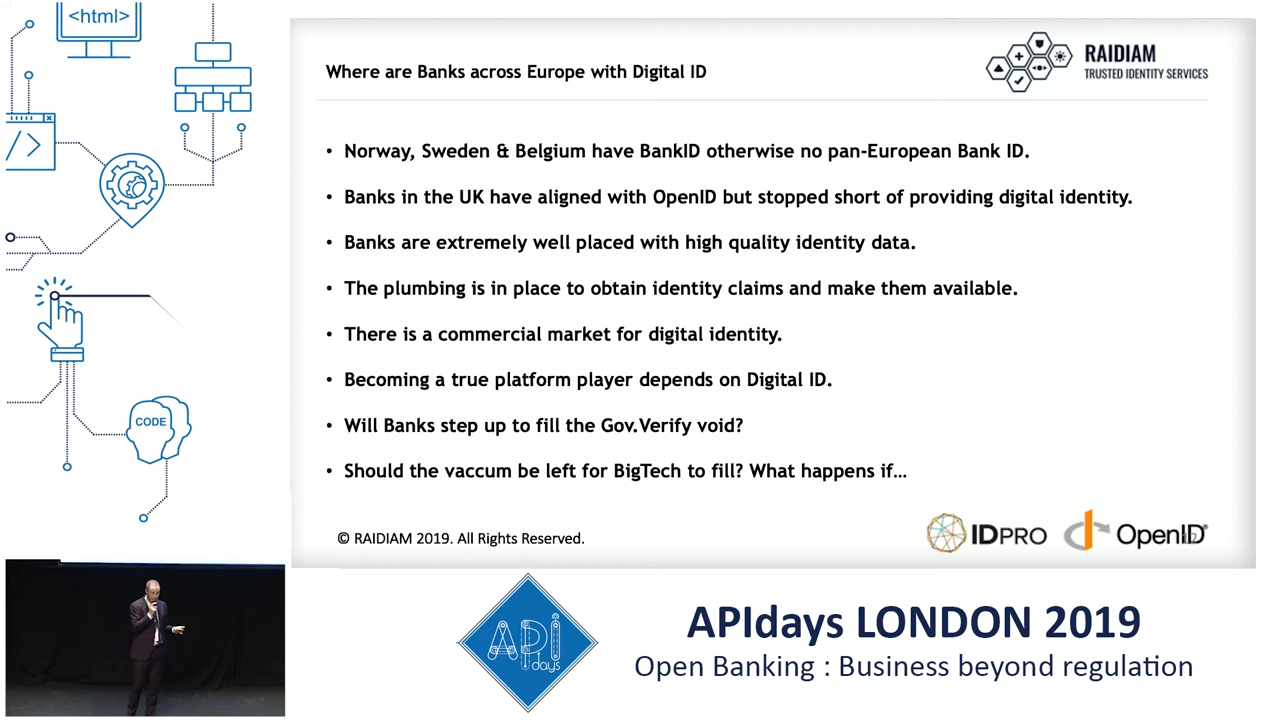 <html>
Where are Banks across Europe with Digital ID
RAIDIAM
TRUSTED IDENTITY SERVICES
• Norway, Sweden & Belgium have BankID otherwise no pan-European Bank ID.
• Banks in the UK have aligned with OpenID but stopped short of providing digital identity.
• Banks are extremely well placed with high quality identity data.
• The plumbing is in place to obtain identity claims and make them available.
• There is a commercial market for digital identity.
• Becoming a true platform player depends on Digital ID.
• Will Banks step up to fill the Gov.Verify void?
• Should the vaccum be left for BigTech to fill? What happens if…
</>
CODE
© RAIDIAM 2019. All Rights Reserved.
IDPRO
OpenID®
12
API
days
APIdays LONDON 2019
Open Banking : Business beyond regulation